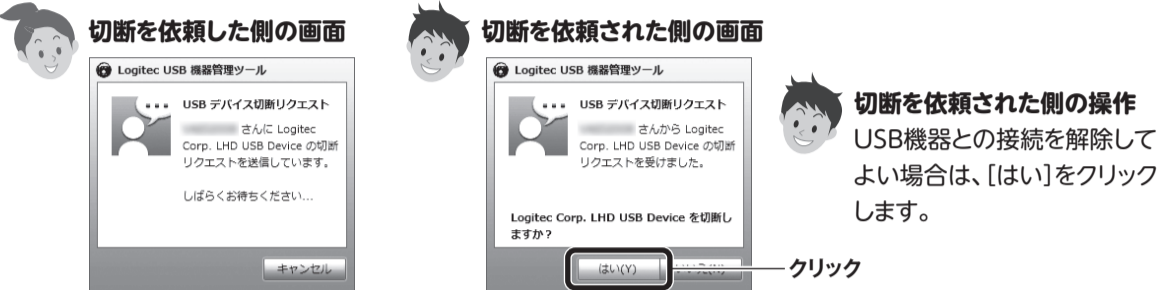 切断を依頼した側の画面
Logitec USB 機器管理ツール
USB デバイス切断リクエスト
さんに Logitec
Corp. LHD USB Device の切断
リクエストを送信しています。
しばらくお待ちください...
キャンセル
切断を依頼された側の画面
Logitec USB 機器管理ツール
USB デバイス切断リクエスト
さんから Logitec
Corp. LHD USB Device の切断
リクエストを受けました。
Logitec Corp. LHD USB Device を切断し
ますか？
はい(Y)
クリック
切断を依頼された側の操作
USB機器との接続を解除して
よい場合は、[はい]をクリック
します。